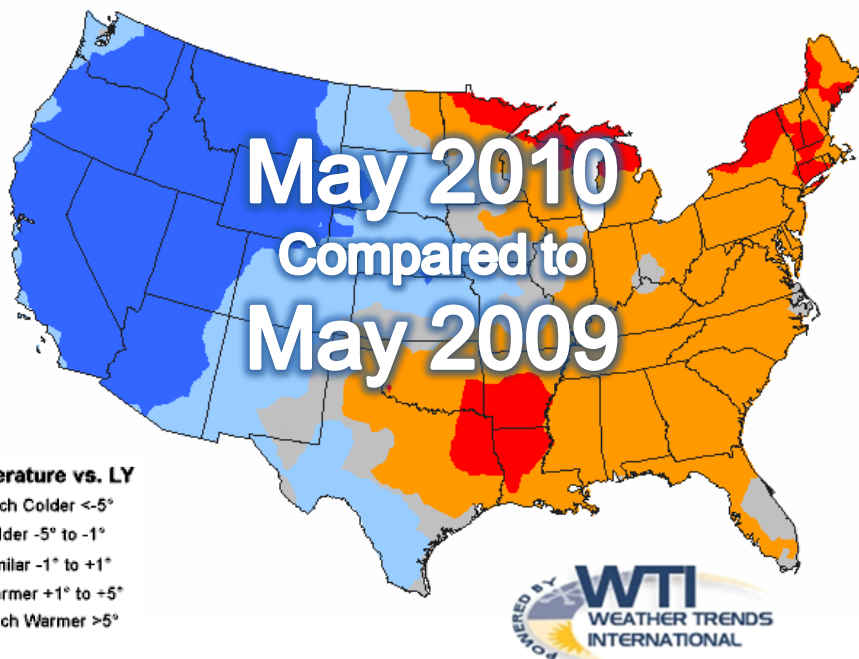 May 2010
Compared to
May 2009
erature vs. LY
ch Colder <-5°
lder -5° to -1°
milar -1° to +1°
rmer +1° to +5°
ch Warmer >5°
POWERED BY
WTI
WEATHER TRENDS
INTERNATIONAL